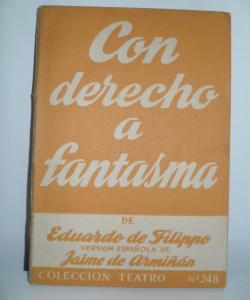 Con
derecho
a
fantasma
DE
Eduardo de Filippo
VERSION ESPAÑOLA DE
Jaime de Armiñán
COLECCION TEATRO Nº 248